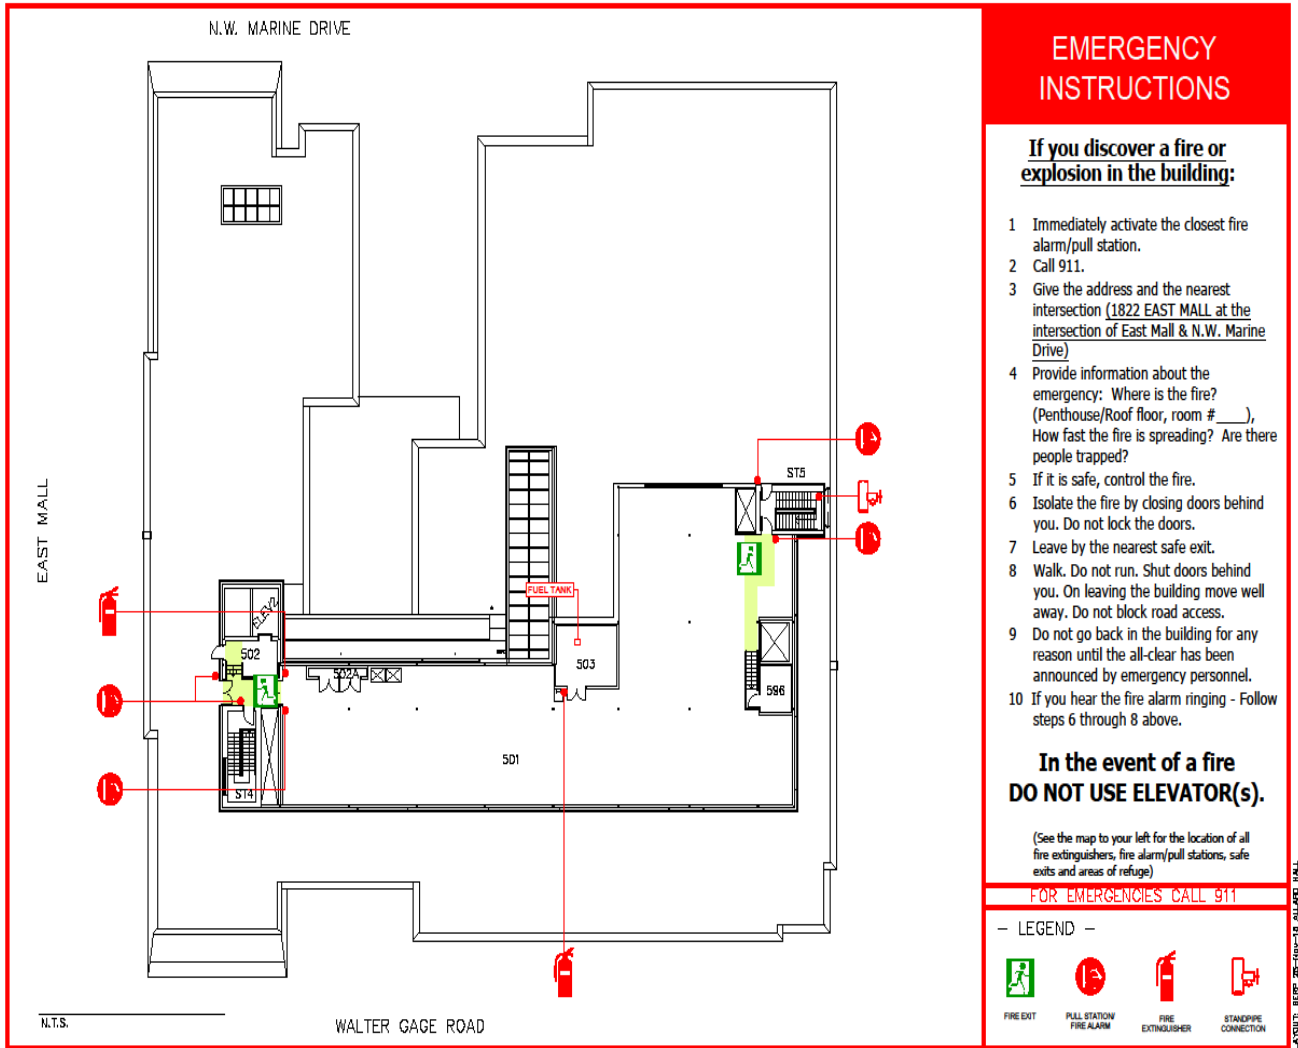 N.W. MARINE DRIVE
EAST MALL
ST5
FUEL TANK
ELEV2
502
502A
503
596
501
ST4
N.T.S.
WALTER GAGE ROAD
EMERGENCY
INSTRUCTIONS
If you discover a fire or
explosion in the building:
1 Immediately activate the closest fire
alarm/pull station.
2 Call 911.
3 Give the address and the nearest
intersection (1822 EAST MALL at the
intersection of East Mall & N.W. Marine
Drive)
4 Provide information about the
emergency: Where is the fire?
(Penthouse/Roof floor, room #____),
How fast the fire is spreading? Are there
people trapped?
5 If it is safe, control the fire.
6 Isolate the fire by closing doors behind
you. Do not lock the doors.
7 Leave by the nearest safe exit.
8 Walk. Do not run. Shut doors behind
you. On leaving the building move well
away. Do not block road access.
9 Do not go back in the building for any
reason until the all-clear has been
announced by emergency personnel.
10 If you hear the fire alarm ringing - Follow
steps 6 through 8 above.
In the event of a fire
DO NOT USE ELEVATOR(s).
(See the map to your left for the location of all
fire extinguishers, fire alarm/pull stations, safe
exits and areas of refuge)
FOR EMERGENCIES CALL 911
- LEGEND -
FIRE EXIT
PULL STATION/
FIRE ALARM
FIRE
EXTINGUISHER
STANDPIPE
CONNECTION
ALLARD HALL